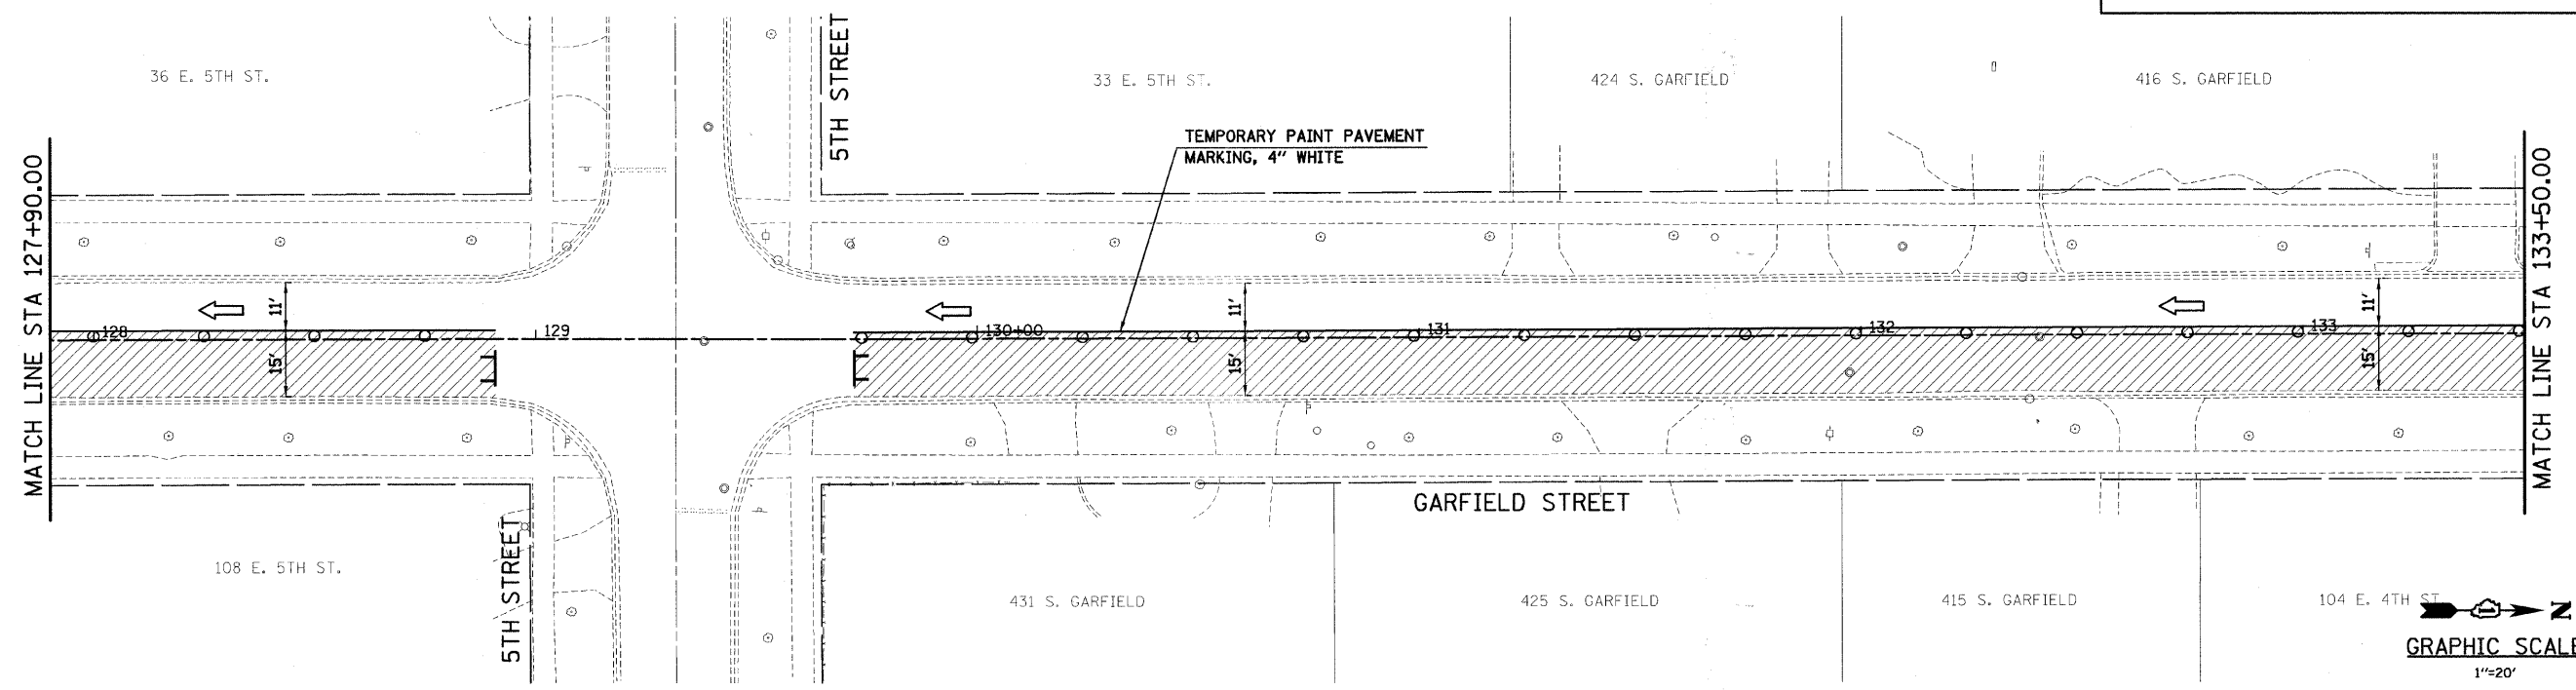 36 E. 5TH ST.
5TH STREET
33 E. 5TH ST.
424 S. GARFIELD
416 S. GARFIELD
TEMPORARY PAINT PAVEMENT
MARKING, 4" WHITE
MATCH LINE STA 127+90.00
MATCH LINE STA 133+50.00
11'
11'
11'
128
129
130+00
131
132
133
15'
15'
15'
GARFIELD STREET
5TH STREET
108 E. 5TH ST.
431 S. GARFIELD
425 S. GARFIELD
415 S. GARFIELD
104 E. 4TH ST
N
GRAPHIC SCALE
1"=20'